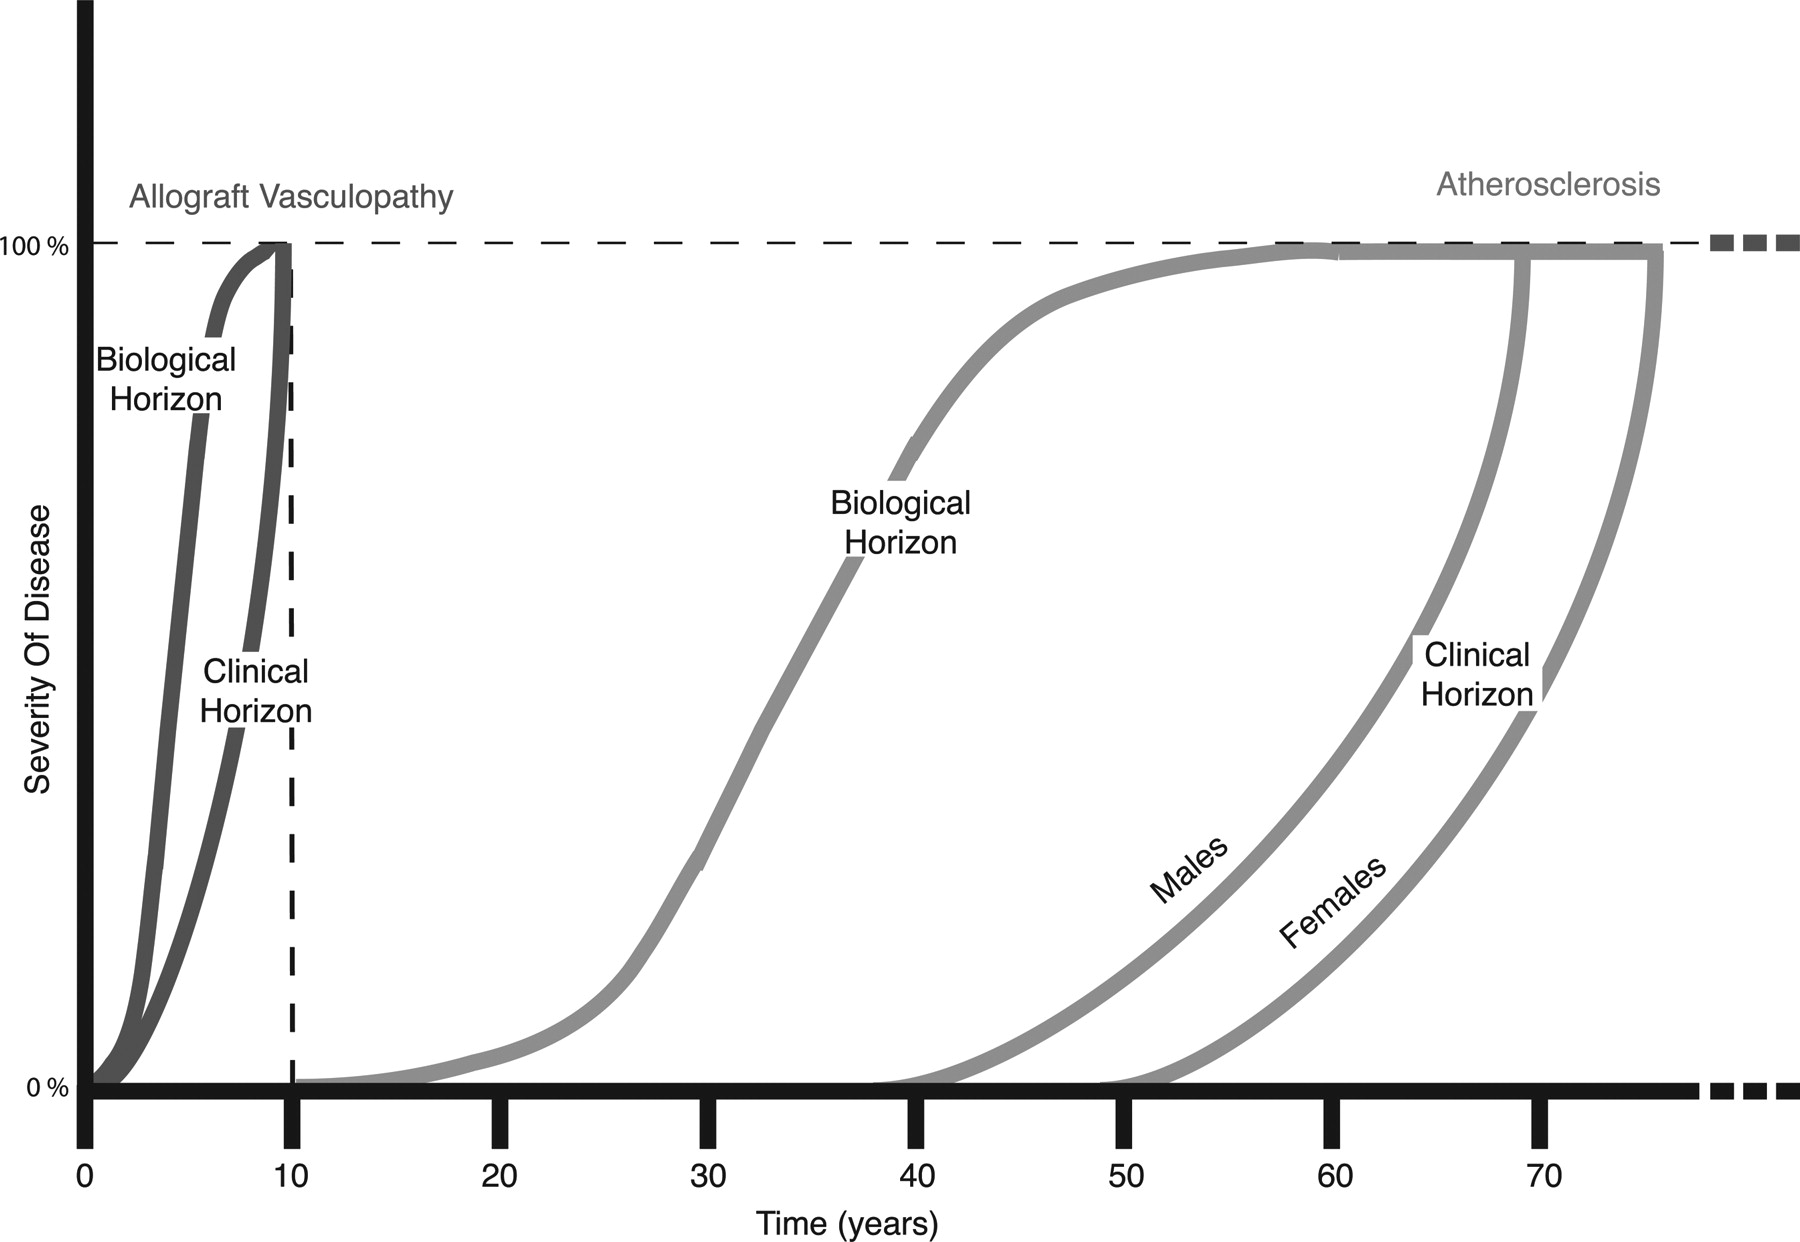 Allograft Vasculopathy
Atherosclerosis
100 %
Biological
Horizon
Biological
Horizon
Clinical
Horizon
Clinical
Horizon
Males
Females
Severity Of Disease
0 %
0 10 20 30 40 50 60 70
Time (years)